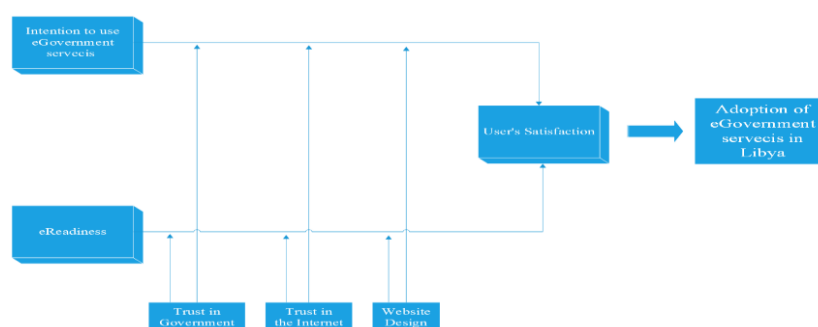 Intention to use
eGovernment
servecis
User's Satisfaction
Adoption of
eGovernment
servecis in
Libya
eReadiness
Trust in
Government
Trust in
the Internet
Website
Design